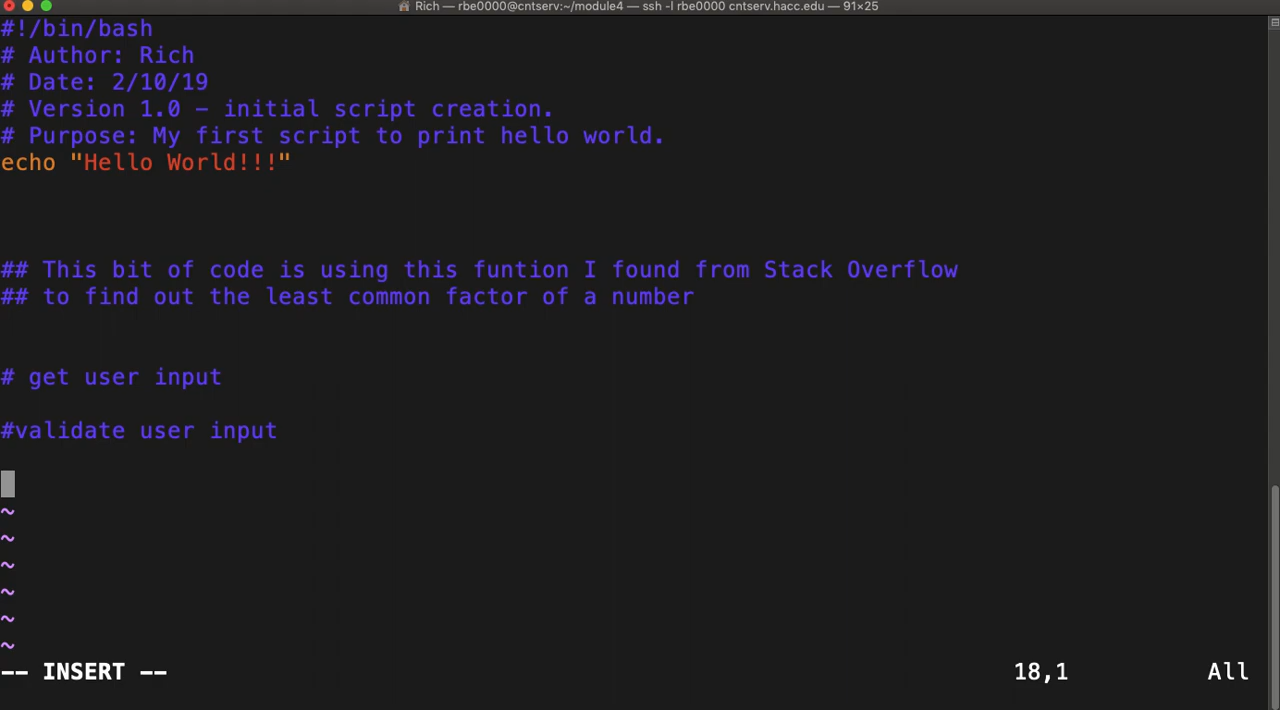 Rich — rbe0000@cntserv:~/module4 — ssh -l rbe0000 cntserv.hacc.edu — 91×25
#!/bin/bash
# Author: Rich
# Date: 2/10/19
# Version 1.0 – initial script creation.
# Purpose: My first script to print hello world.
echo "Hello World!!!"
## This bit of code is using this funtion I found from Stack Overflow
## to find out the least common factor of a number
# get user input
#validate user input
~
~
~
~
~
~
-- INSERT -- 18,1 All